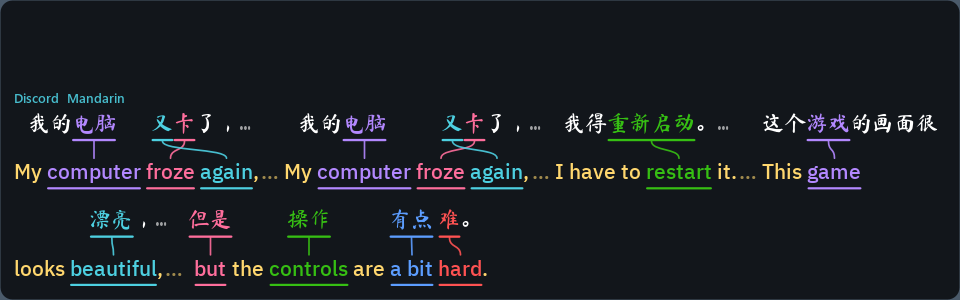 Discord Mandarin
我的电脑 又卡了，… 我的电脑 又卡了，… 我得重新启动。… 这个游戏的画面很
My computer froze again,… My computer froze again,… I have to restart it.… This game
漂亮，… 但是 操作 有点 难。
looks beautiful,… but the controls are a bit hard.